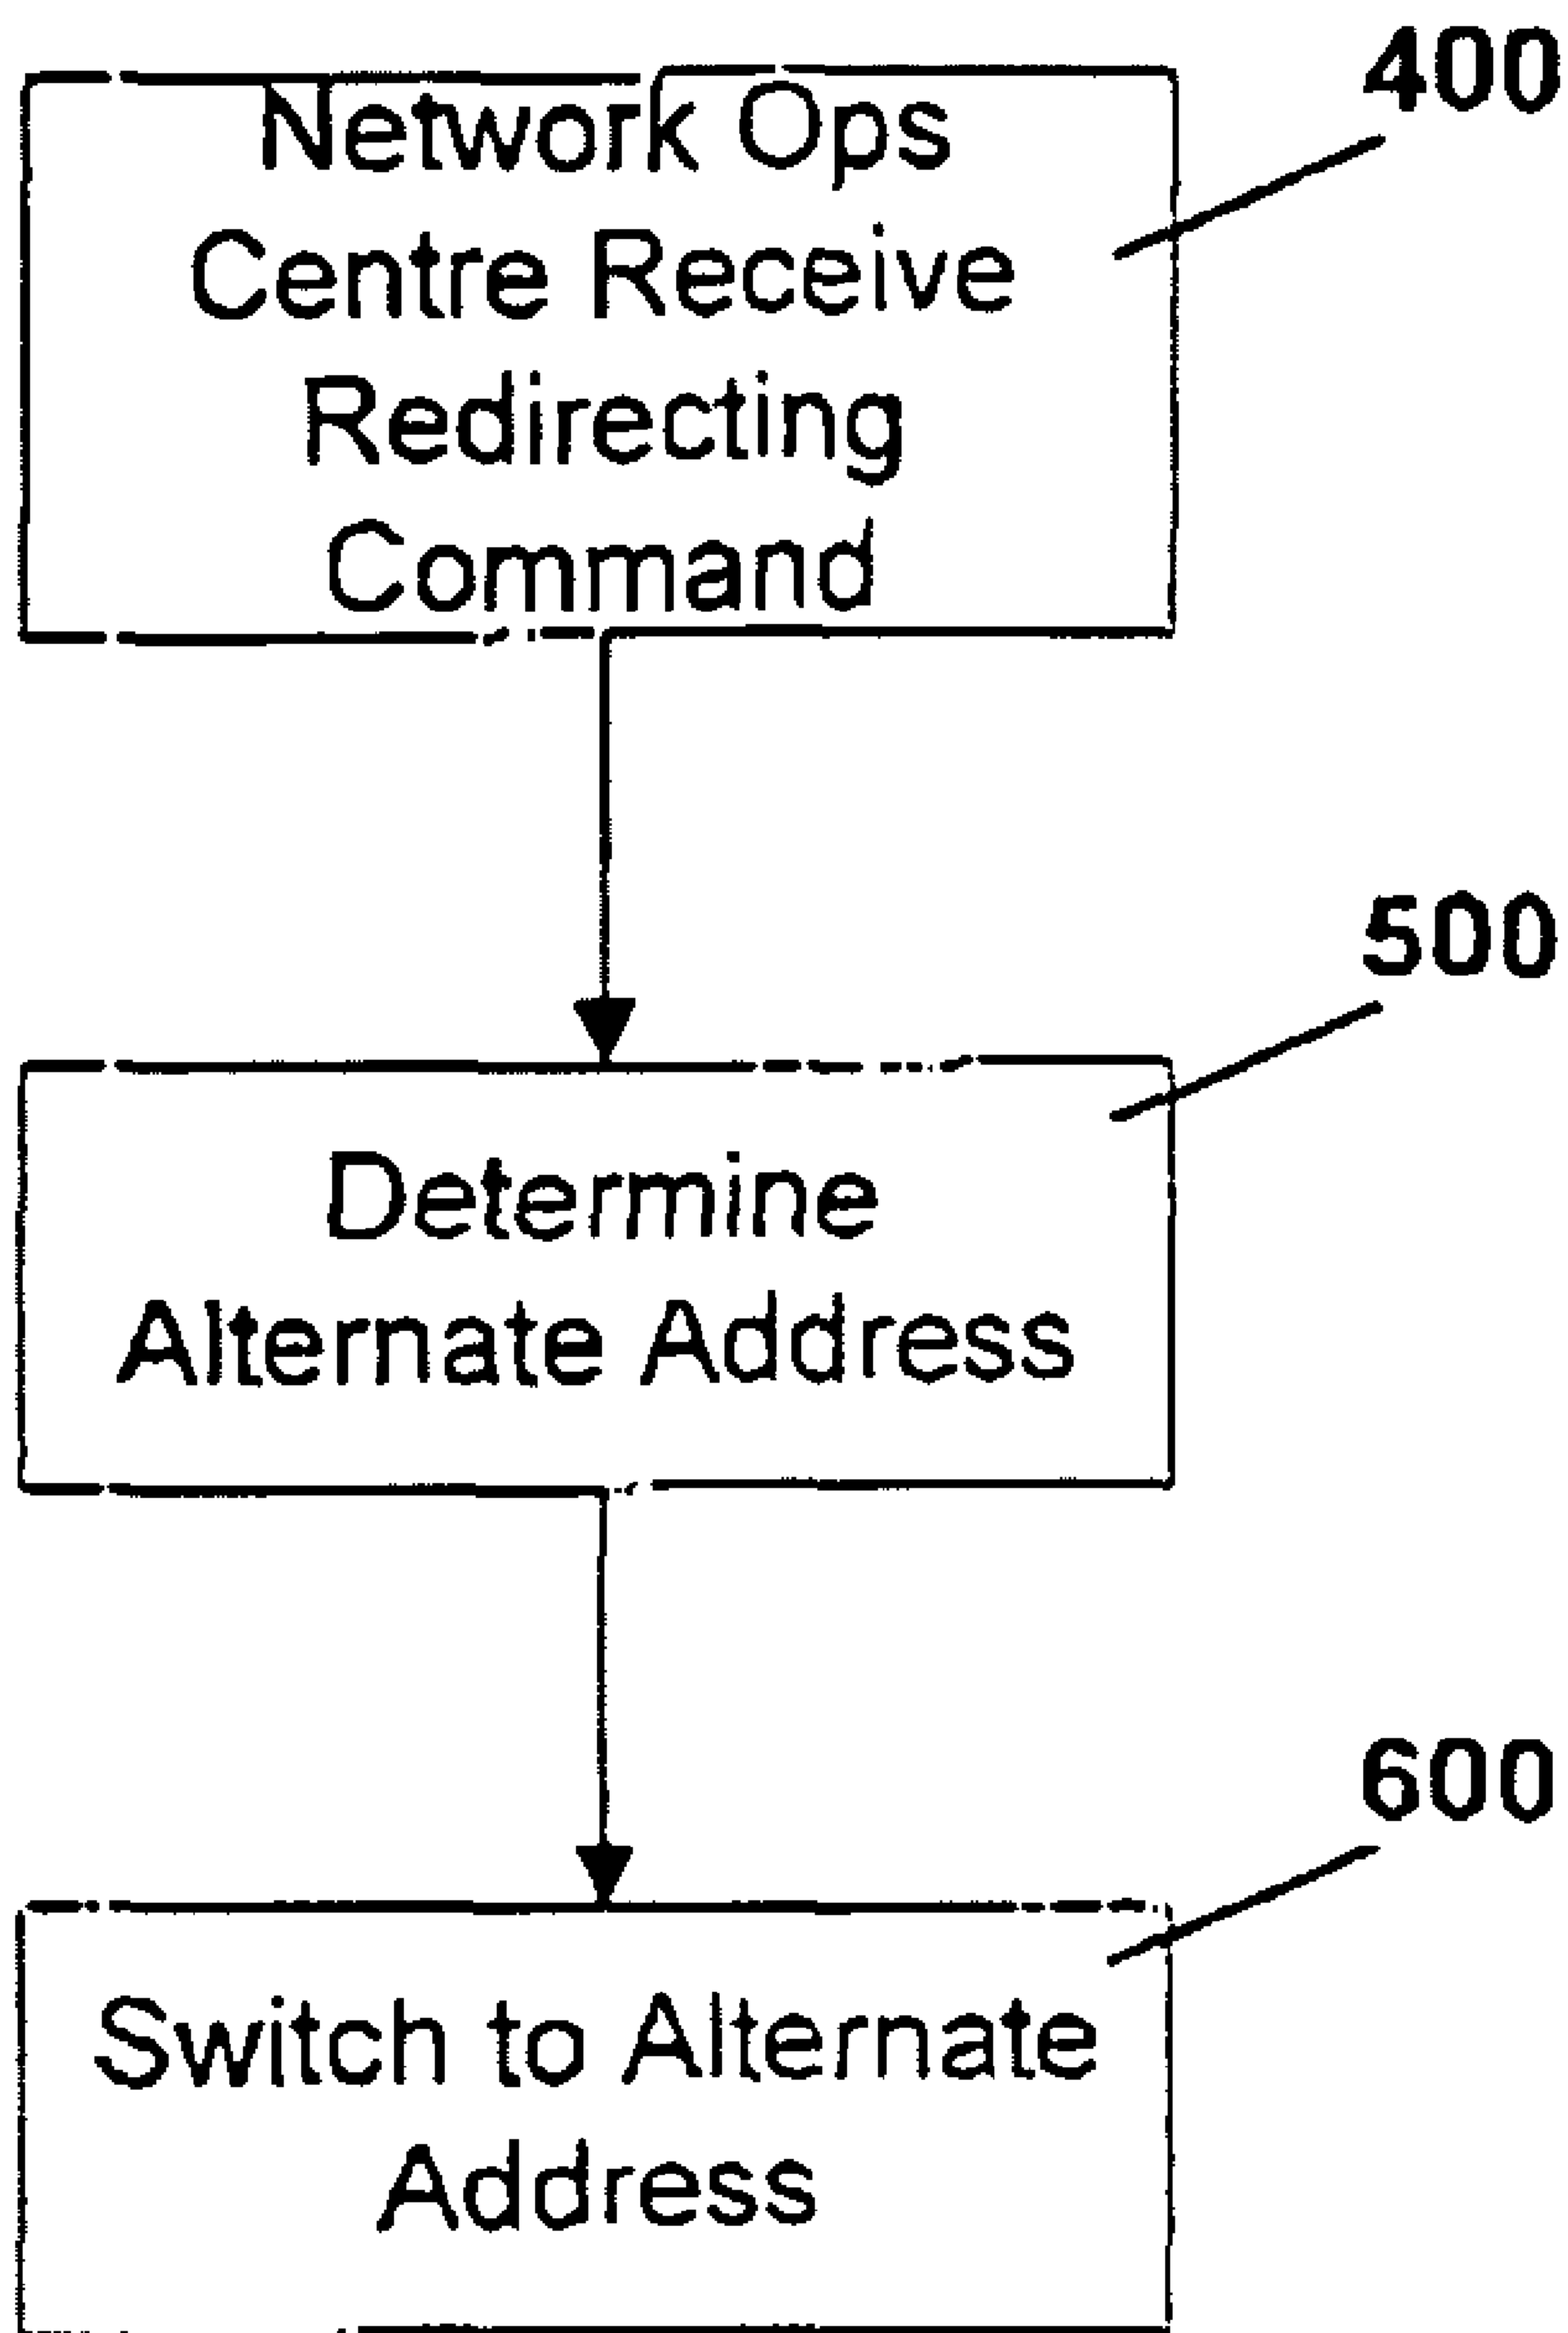 400
Network Ops
Centre Receive
Redirecting
Command
500
Determine
Alternate Address
600
Switch to Alternate
Address